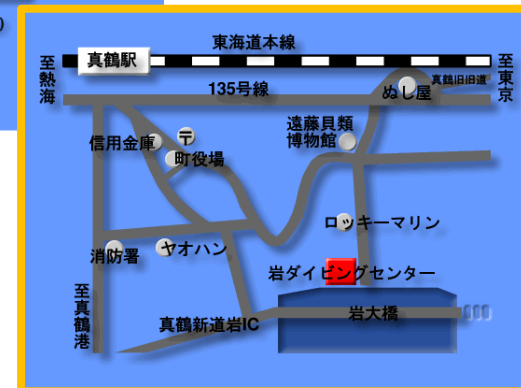 )
東海道本線
真鶴駅
至熱海
至東京
真鶴旧旧道
135号線
ぬし屋
遠藤貝類
博物館
信用金庫
〒
町役場
ロッキーマリン
消防署
ヤオハン
岩ダイビングセンター
至真鶴港
真鶴新道岩IC
岩大橋